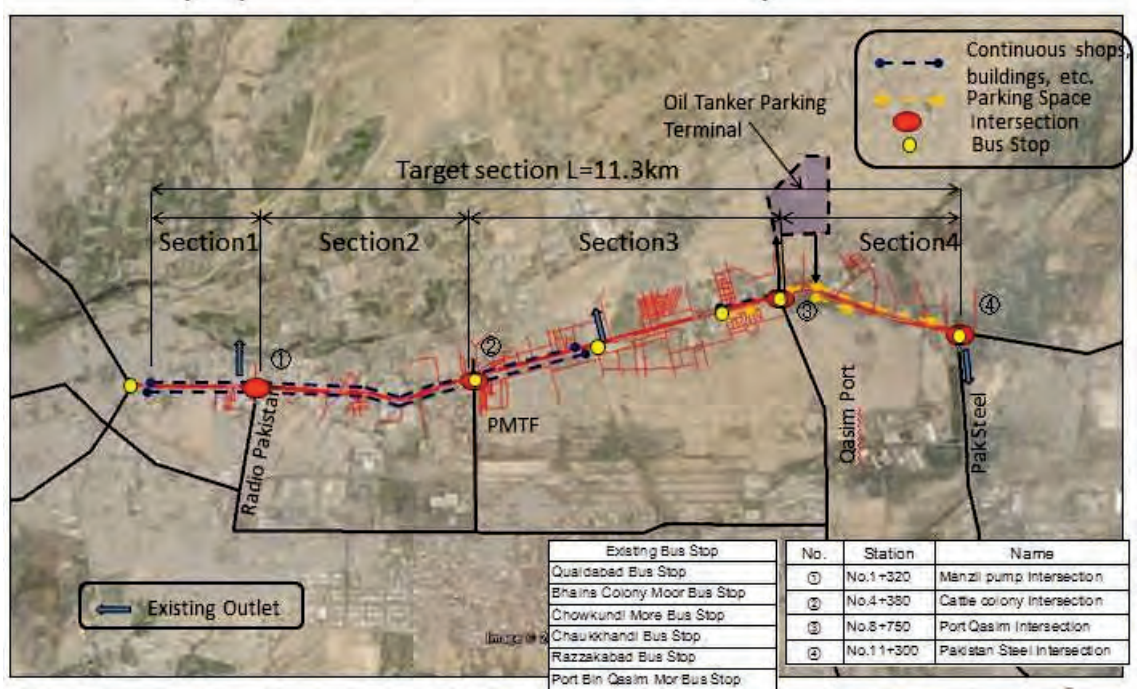 Continuous shops,
buildings, etc.
Parking Space
Intersection
Bus Stop
Oil Tanker Parking
Terminal
Target section L=11.3km
Section1
Section2
Section3
Section4
①
②
③
④
Radio Pakistan
PMTF
Qasim Port
Pak Steel
Existing Outlet
Existing Bus Stop
Quaidabad Bus Stop
Bhains Colony Moor Bus Stop
Chowkundi More Bus Stop
Chaukkhandi Bus Stop
Razzakabad Bus Stop
Port Bin Qasim Mor Bus Stop
No. Station Name
① No.1+320 Manzil pump Intersection
② No.4+380 Cattle colony Intersection
③ No.8+750 Port Qasim Intersection
④ No.11+300 Pakistan Steel Intersection
Image ©